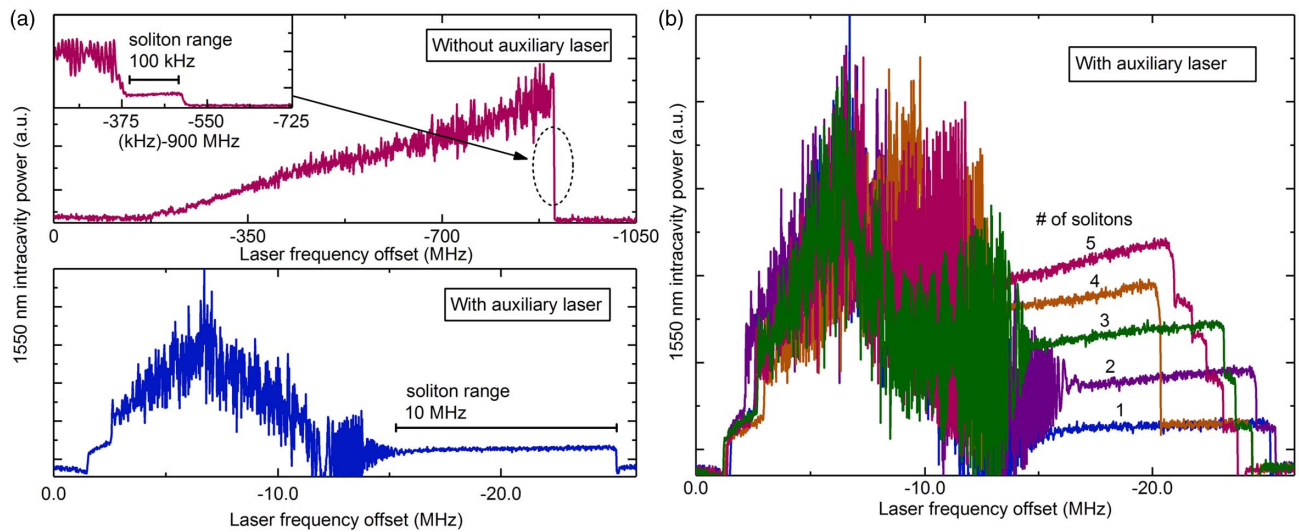 (a)
soliton range
100 kHz
Without auxiliary laser
-375 -550 -725
(kHz)-900 MHz
1550 nm intracavity power (a.u.)
0 -350 -700 -1050
Laser frequency offset (MHz)
With auxiliary laser
soliton range
10 MHz
0.0 -10.0 -20.0
Laser frequency offset (MHz)
(b)
With auxiliary laser
1550 nm intracavity power (a.u.)
# of solitons
5
4
3
2
1
0.0 -10.0 -20.0
Laser frequency offset (MHz)